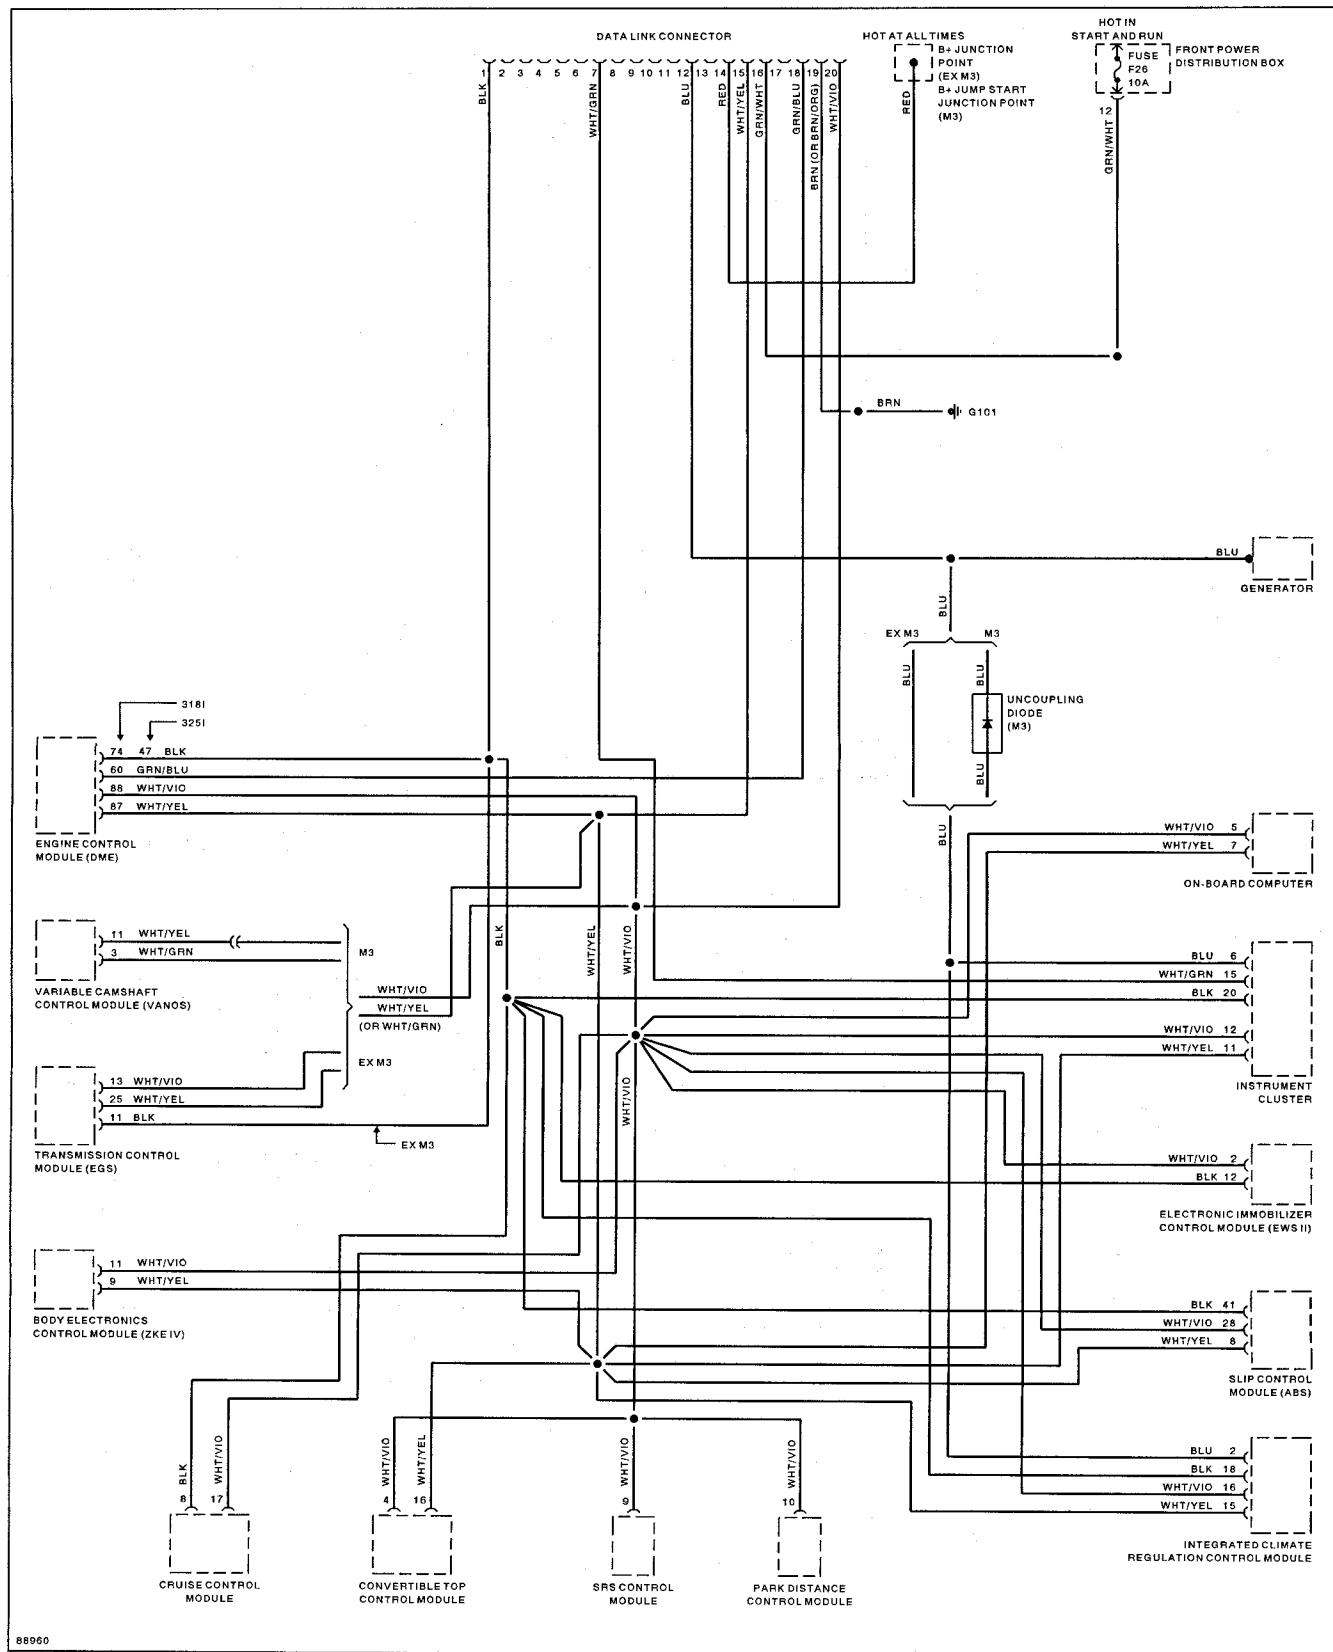 DATA LINK CONNECTOR
HOT AT ALL TIMES
HOT IN
START AND RUN
B+ JUNCTION
POINT
(EX M3)
B+ JUMP START
JUNCTION POINT
(M3)
FUSE
F26
10A
FRONT POWER
DISTRIBUTION BOX
1 2 3 4 5 6 7 8 9 10 11 12 13 14 15 16 17 18 19 20
12
BLK
WHT/GRN
BLU
RED
WHT/YEL
GRN/WHT
GRN/BLU
BRN (OR BRN/ORG)
WHT/VIO
RED
GRN/WHT
BRN
G101
BLU
GENERATOR
BLU
EX M3
M3
BLU
BLU
UNCOUPLING
DIODE
(M3)
BLU
BLU
318I
325I
74 47 BLK
60 GRN/BLU
88 WHT/VIO
87 WHT/YEL
ENGINE CONTROL
MODULE (DME)
WHT/VIO 5
WHT/YEL 7
ON-BOARD COMPUTER
11 WHT/YEL
3 WHT/GRN
VARIABLE CAMSHAFT
CONTROL MODULE (VANOS)
M3
WHT/VIO
WHT/YEL
(OR WHT/GRN)
EX M3
BLK
WHT/YEL
WHT/VIO
WHT/VIO
BLU 6
WHT/GRN 15
BLK 20
WHT/VIO 12
WHT/YEL 11
INSTRUMENT
CLUSTER
13 WHT/VIO
25 WHT/YEL
11 BLK
EX M3
TRANSMISSION CONTROL
MODULE (EGS)
WHT/VIO 2
BLK 12
ELECTRONIC IMMOBILIZER
CONTROL MODULE (EWS II)
11 WHT/VIO
9 WHT/YEL
BODY ELECTRONICS
CONTROL MODULE (ZKE IV)
BLK 41
WHT/VIO 28
WHT/YEL 8
SLIP CONTROL
MODULE (ABS)
BLU 2
BLK 18
WHT/VIO 16
WHT/YEL 15
INTEGRATED CLIMATE
REGULATION CONTROL MODULE
BLK
WHT/VIO
WHT/VIO
WHT/YEL
WHT/VIO
WHT/VIO
8 17
4 16
9
10
CRUISE CONTROL
MODULE
CONVERTIBLE TOP
CONTROL MODULE
SRS CONTROL
MODULE
PARK DISTANCE
CONTROL MODULE
88960